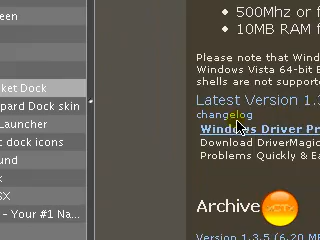 een
ket Dock
pard Dock skin
Launcher
c dock icons
und
x
SX
- Your #1 Na...
500Mhz or f
10MB RAM f
Please note that Wind
Windows Vista 64-bit E
shells are not supporte
Latest Version 1.3
changelog
Windows Driver Pr
Download DriverMagic
Problems Quickly & Ea
Archive
Version 1.3.5 (6.20 M